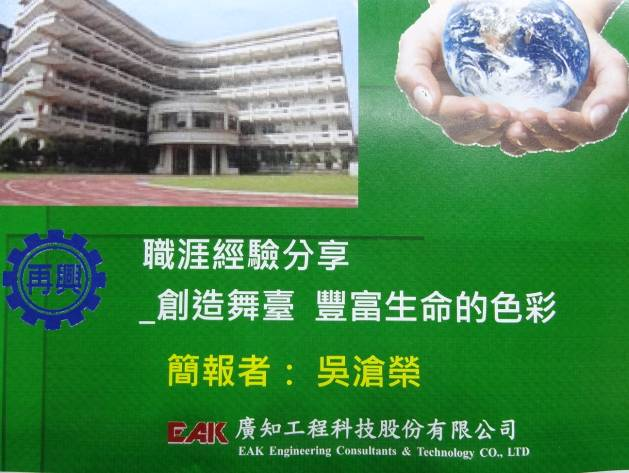 再興
職涯經驗分享
_創造舞臺 豐富生命的色彩
簡報者： 吳滄榮
EAK 廣知工程科技股份有限公司
EAK Engineering Consultants & Technology CO., LTD